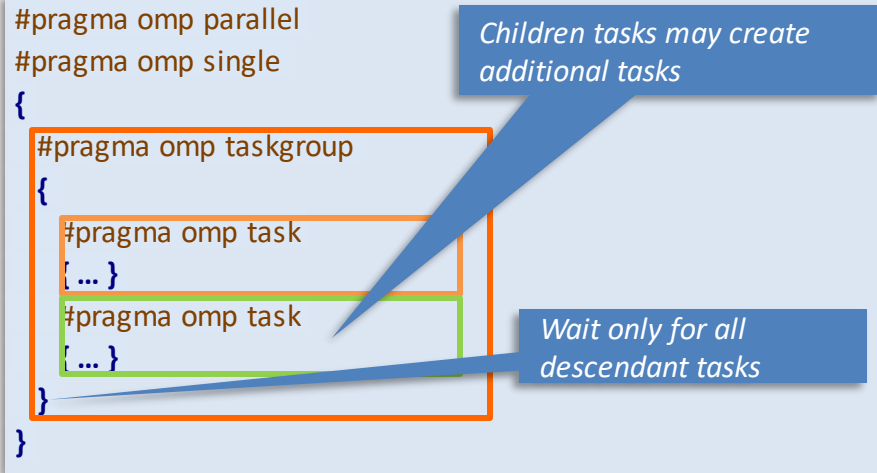 #pragma omp parallel
#pragma omp single
Children tasks may create
additional tasks
{
#pragma omp taskgroup
{
#pragma omp task
{ ... }
#pragma omp task
{ ... }
Wait only for all
descendant tasks
}
}